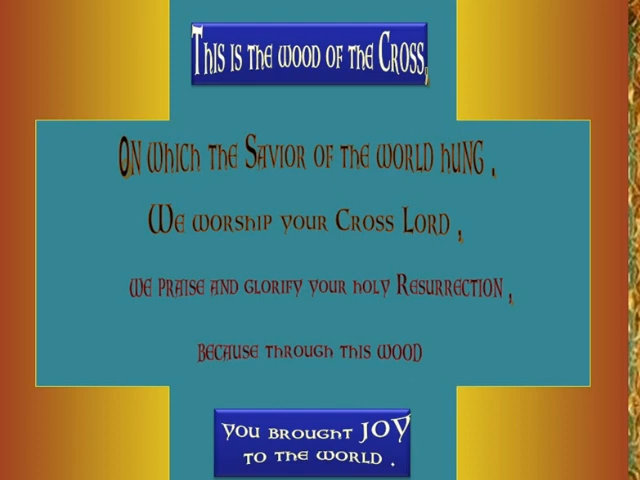 This is the wood of the Cross,
On which the Savior of the world hung .
We worship your Cross Lord ,
we praise and glorify your holy Resurrection ,
because through this wood
You brought JOY
to the world .